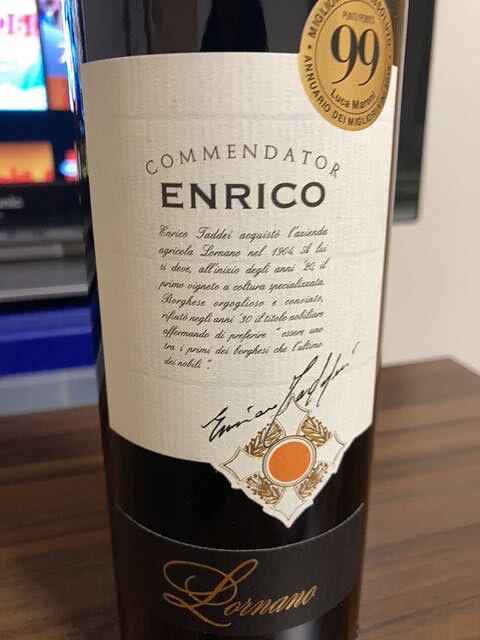 PUNTI/POINTS
99
Luca Maroni
ANNUARIO DEI MIGLIORI
COMMENDATOR
ENRICO
Enrico Taddei acquistò l'azienda
agricola Lornano nel 1904. A lui
si deve, all'inizio degli anni '20, il
primo vigneto a coltura specializzata.
Borghese orgoglioso e convinto,
rifiutò negli anni '30 il titolo nobiliare
affermando di preferire "essere uno
tra i primi dei borghesi che l'ultimo
dei nobili".
Lornano